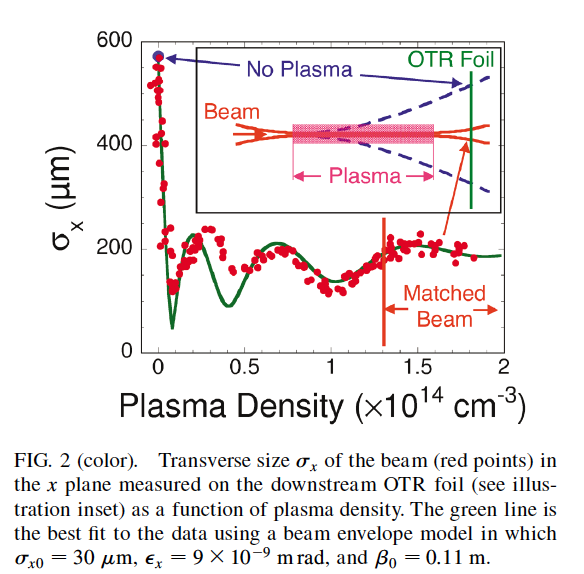 600
400
200
0
σx (μm)
No Plasma
OTR Foil
Beam
Plasma
Matched
Beam
0 0.5 1 1.5 2
Plasma Density (×10¹⁴ cm⁻³)
FIG. 2 (color). Transverse size σx of the beam (red points) in
the x plane measured on the downstream OTR foil (see illus-
tration inset) as a function of plasma density. The green line is
the best fit to the data using a beam envelope model in which
σx0 = 30 μm, ϵx = 9 × 10⁻⁹ m rad, and β0 = 0.11 m.